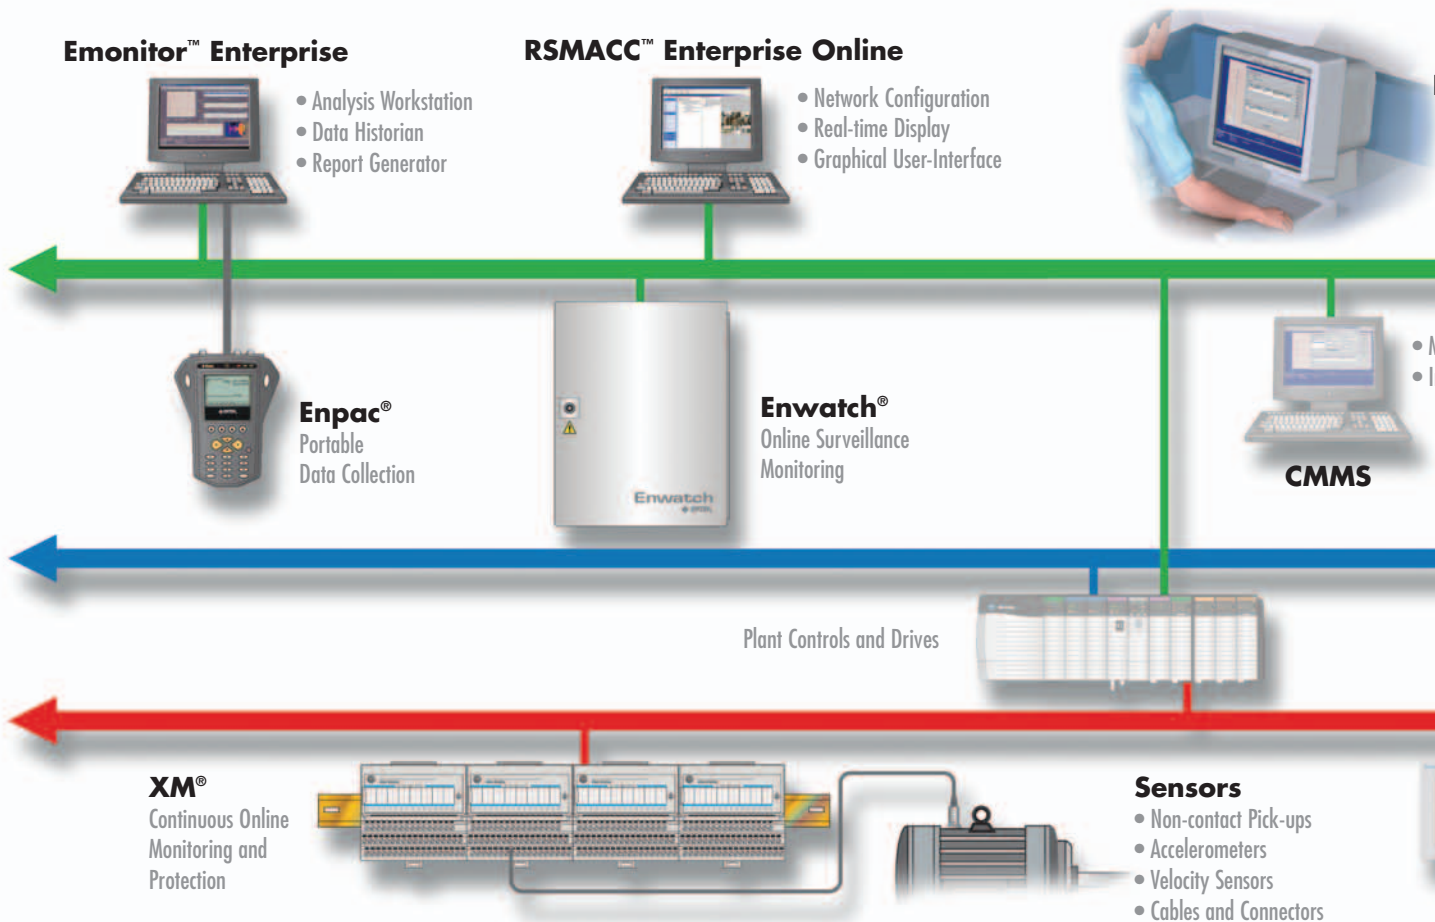 Emonitor™ Enterprise
• Analysis Workstation
• Data Historian
• Report Generator
RSMACC™ Enterprise Online
• Network Configuration
• Real-time Display
• Graphical User-Interface
Enpac®
Portable
Data Collection
Enwatch
Enwatch®
Online Surveillance
Monitoring
CMMS
Plant Controls and Drives
XM®
Continuous Online
Monitoring and
Protection
Sensors
• Non-contact Pick-ups
• Accelerometers
• Velocity Sensors
• Cables and Connectors